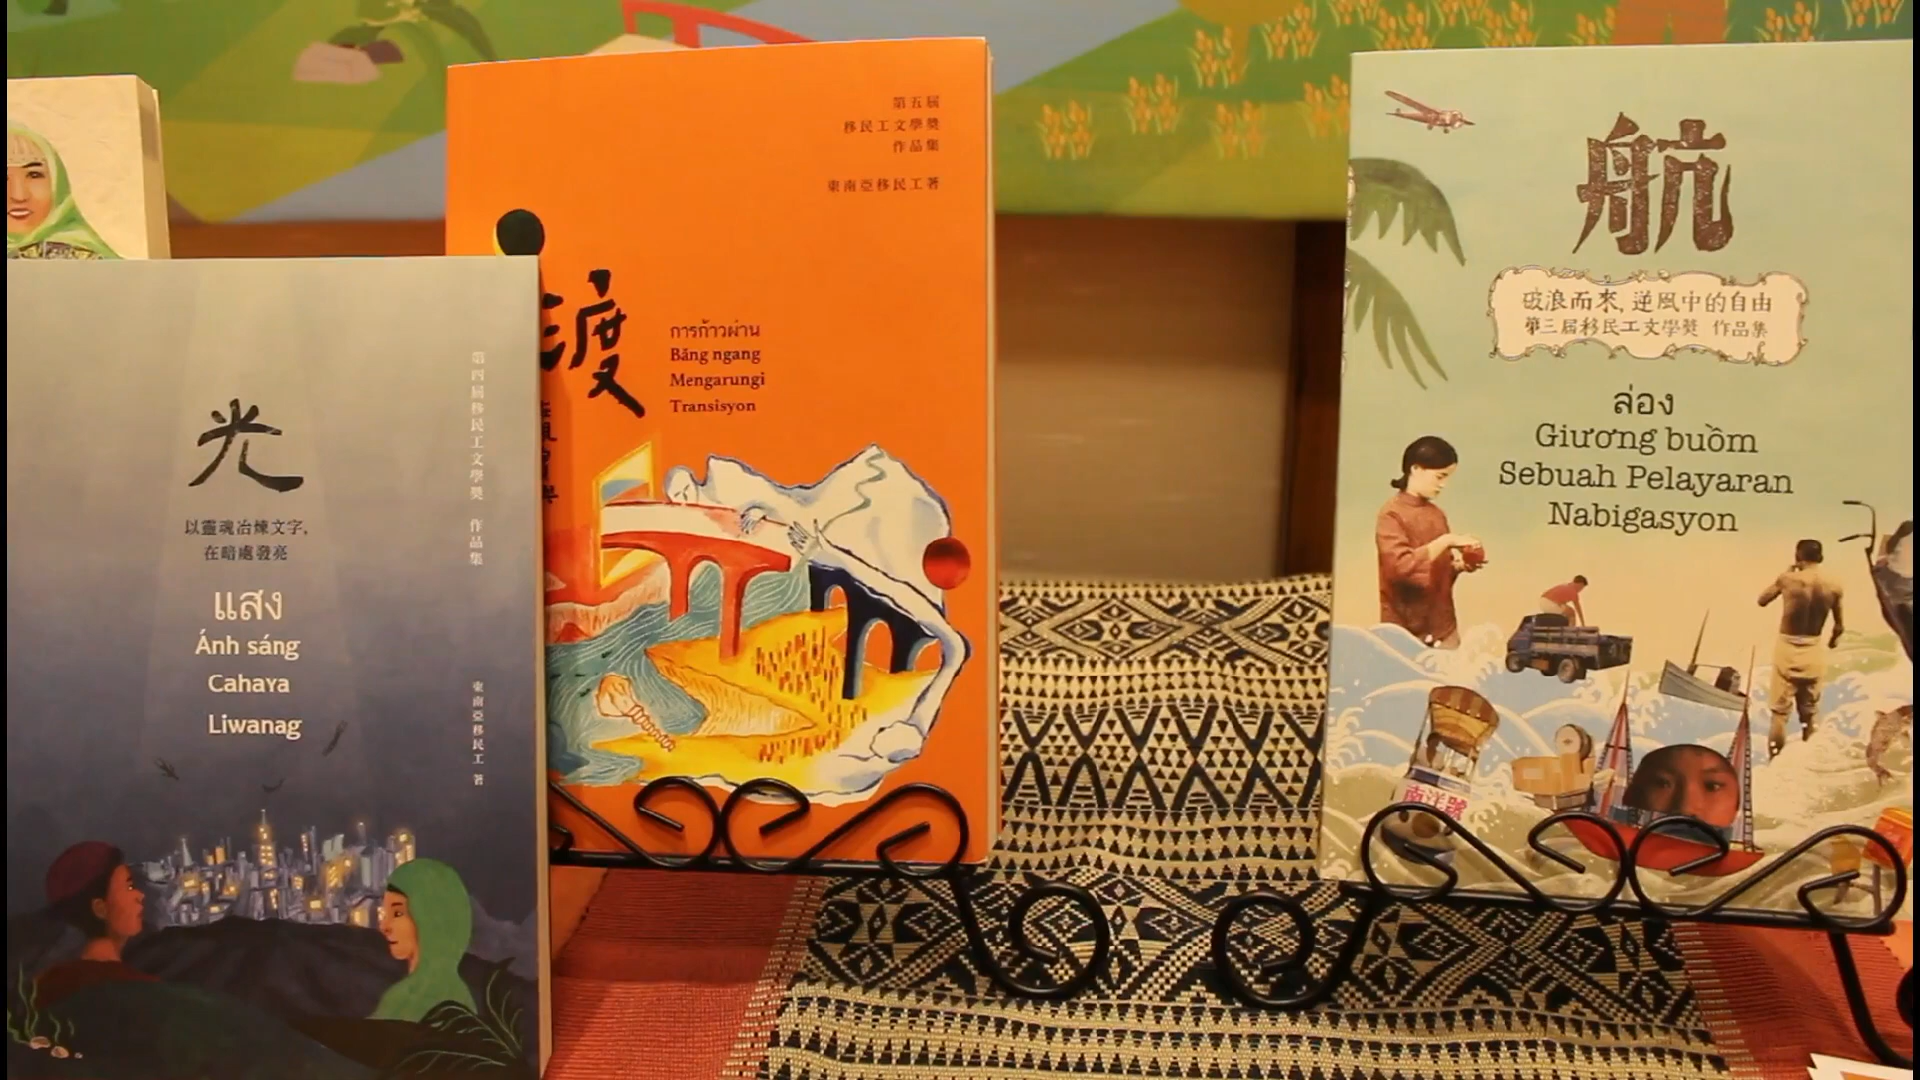 光
以靈魂冶煉文字,
在暗處發亮
แสง
Ánh sáng
Cahaya
Liwanag
第四屆移民工文學獎 作品集
東南亞移民工 著
第五屆
移民工文學獎
作品集
東南亞移民工著
渡
การก้าวผ่าน
Băng ngang
Mengarungi
Transisyon
航
破浪而來, 逆風中的自由
第三屆移民工文學獎 作品集
ล่อง
Giương buồm
Sebuah Pelayaran
Nabigasyon
南洋號